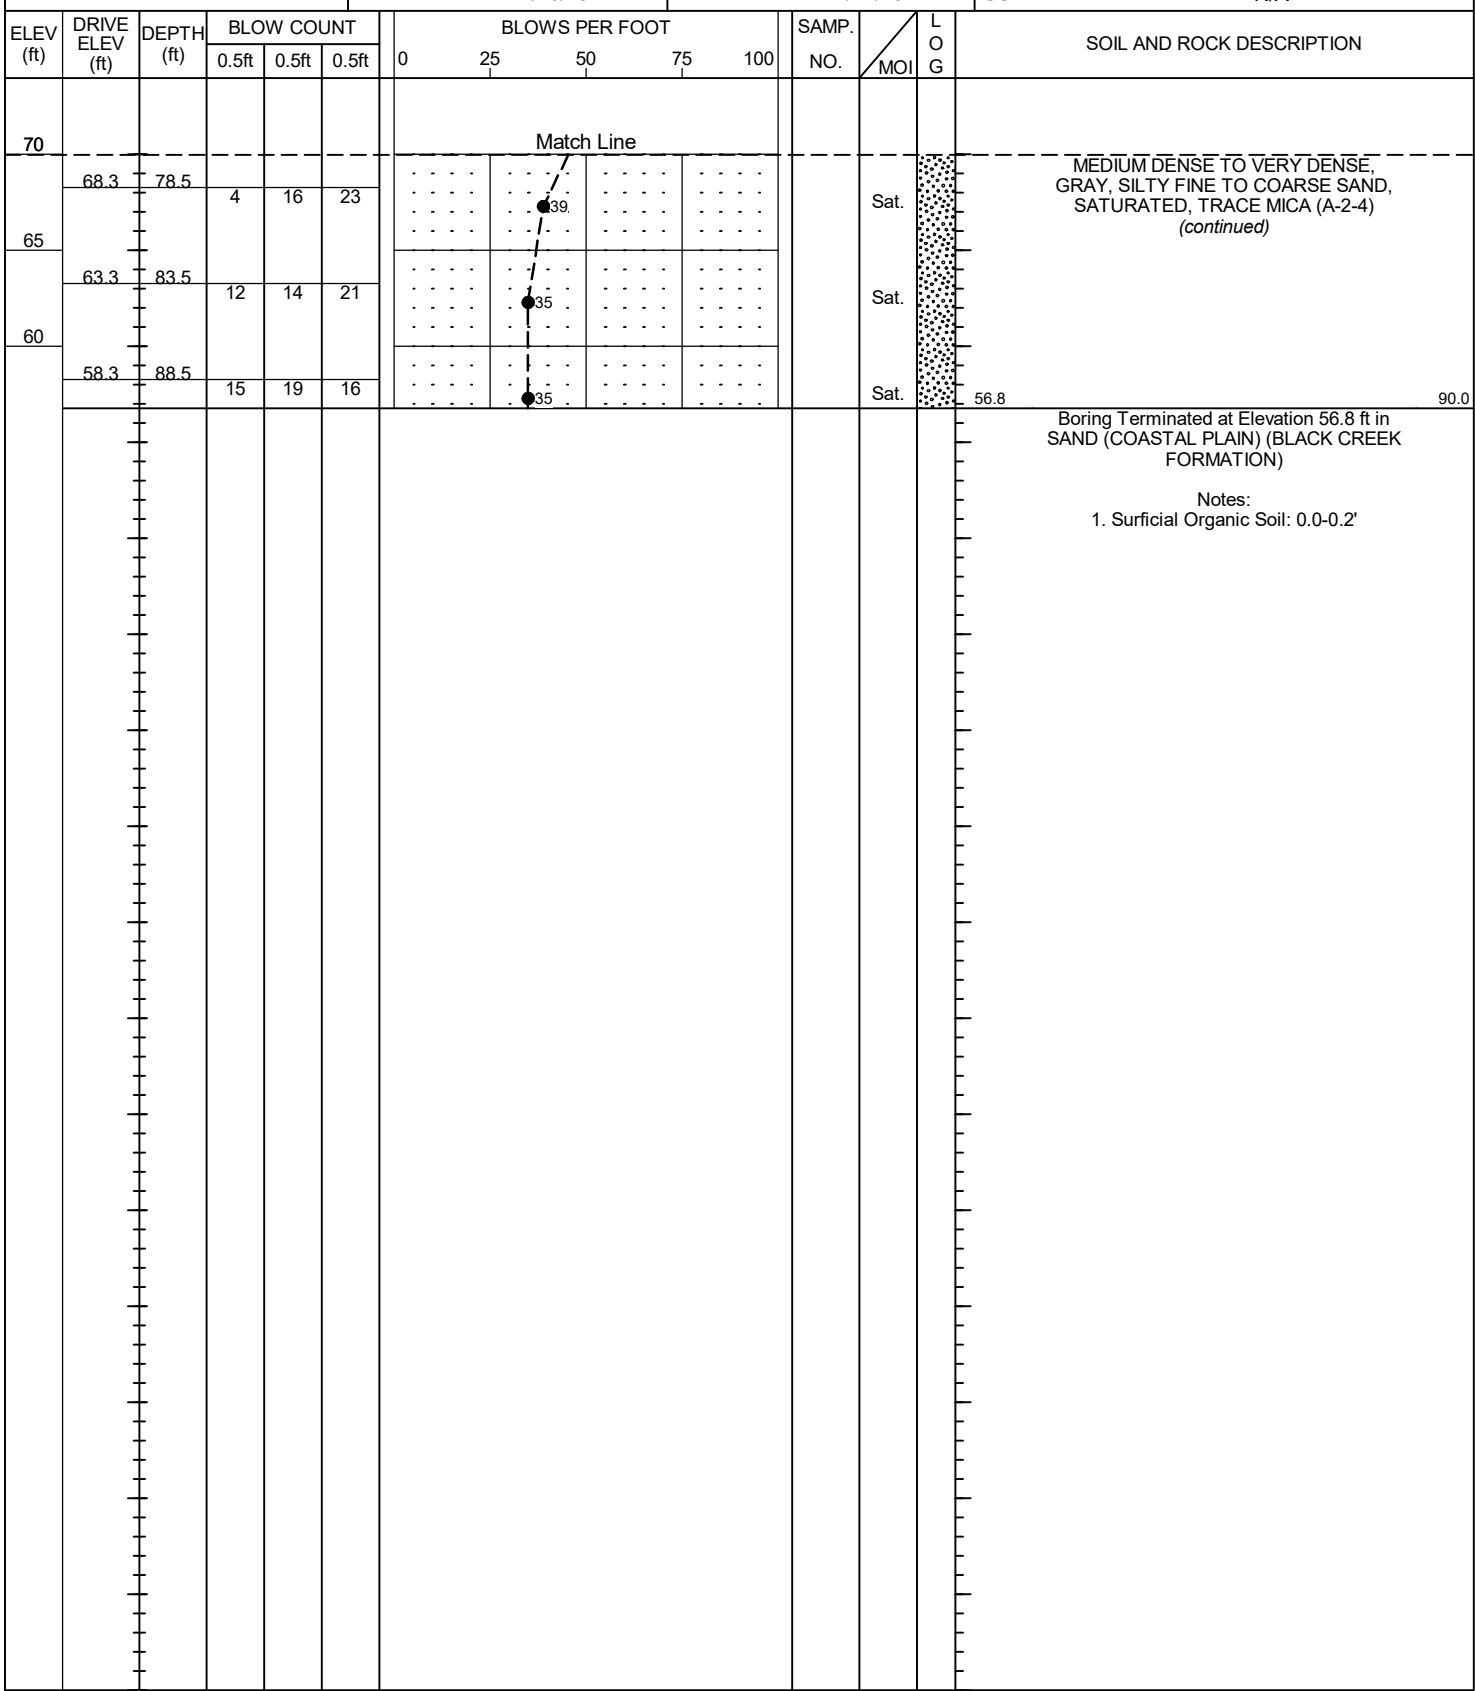 ELEV (ft) DRIVE ELEV (ft) DEPTH (ft) BLOW COUNT BLOWS PER FOOT SAMP. NO. MOI LOG SOIL AND ROCK DESCRIPTION
0.5ft 0.5ft 0.5ft 0 25 50 75 100
70 Match Line
MEDIUM DENSE TO VERY DENSE,
68.3 78.5 4 16 23 39 Sat. GRAY, SILTY FINE TO COARSE SAND,
SATURATED, TRACE MICA (A-2-4)
(continued)
65
63.3 83.5 12 14 21 35 Sat.
60
58.3 88.5 15 19 16 35 Sat.
56.8 90.0
Boring Terminated at Elevation 56.8 ft in
SAND (COASTAL PLAIN) (BLACK CREEK
FORMATION)
Notes:
1. Surficial Organic Soil: 0.0-0.2'